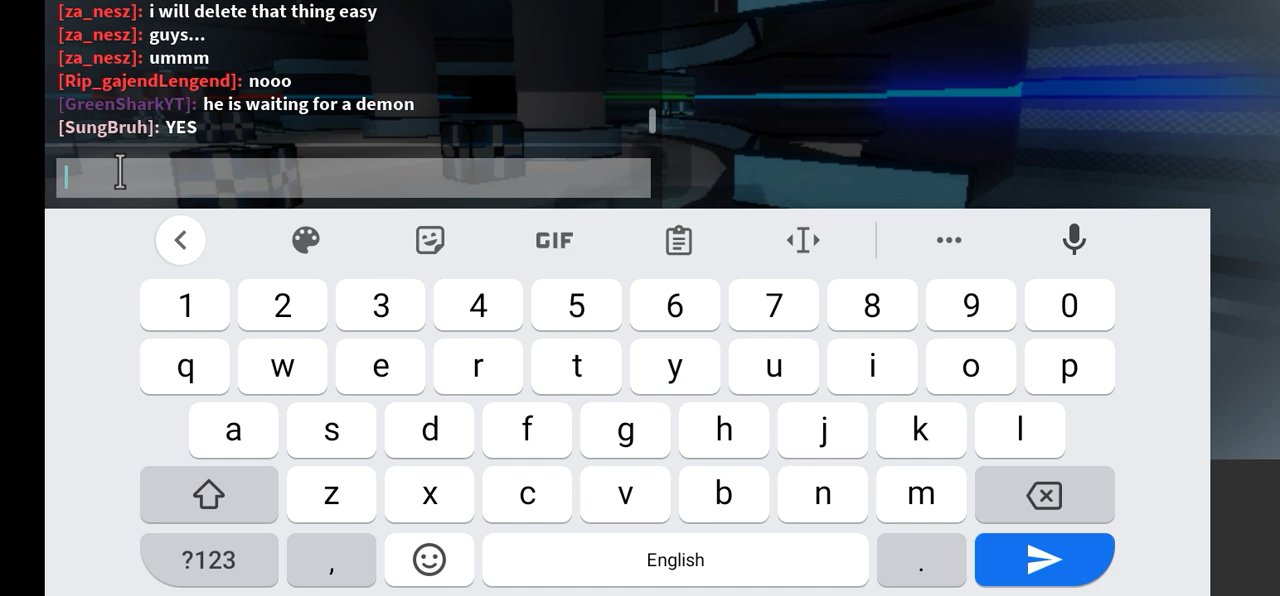 [za_nesz]: i will delete that thing easy
[za_nesz]: guys...
[za_nesz]: ummm
[Rip_gajendLengend]: nooo
[GreenSharkYT]: he is waiting for a demon
[SungBruh]: YES
GIF
1 2 3 4 5 6 7 8 9 0
q w e r t y u i o p
a s d f g h j k l
z x c v b n m
?123 , English .